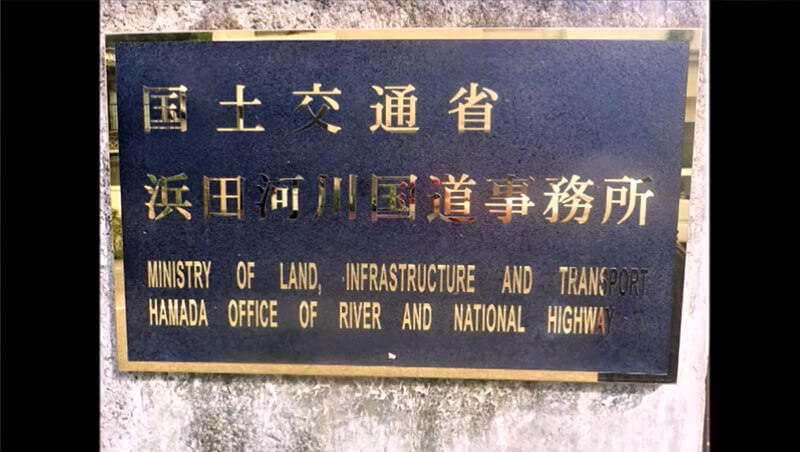 国土交通省
浜田河川国道事務所
MINISTRY OF LAND, INFRASTRUCTURE AND TRANSPORT
HAMADA OFFICE OF RIVER AND NATIONAL HIGHWAY